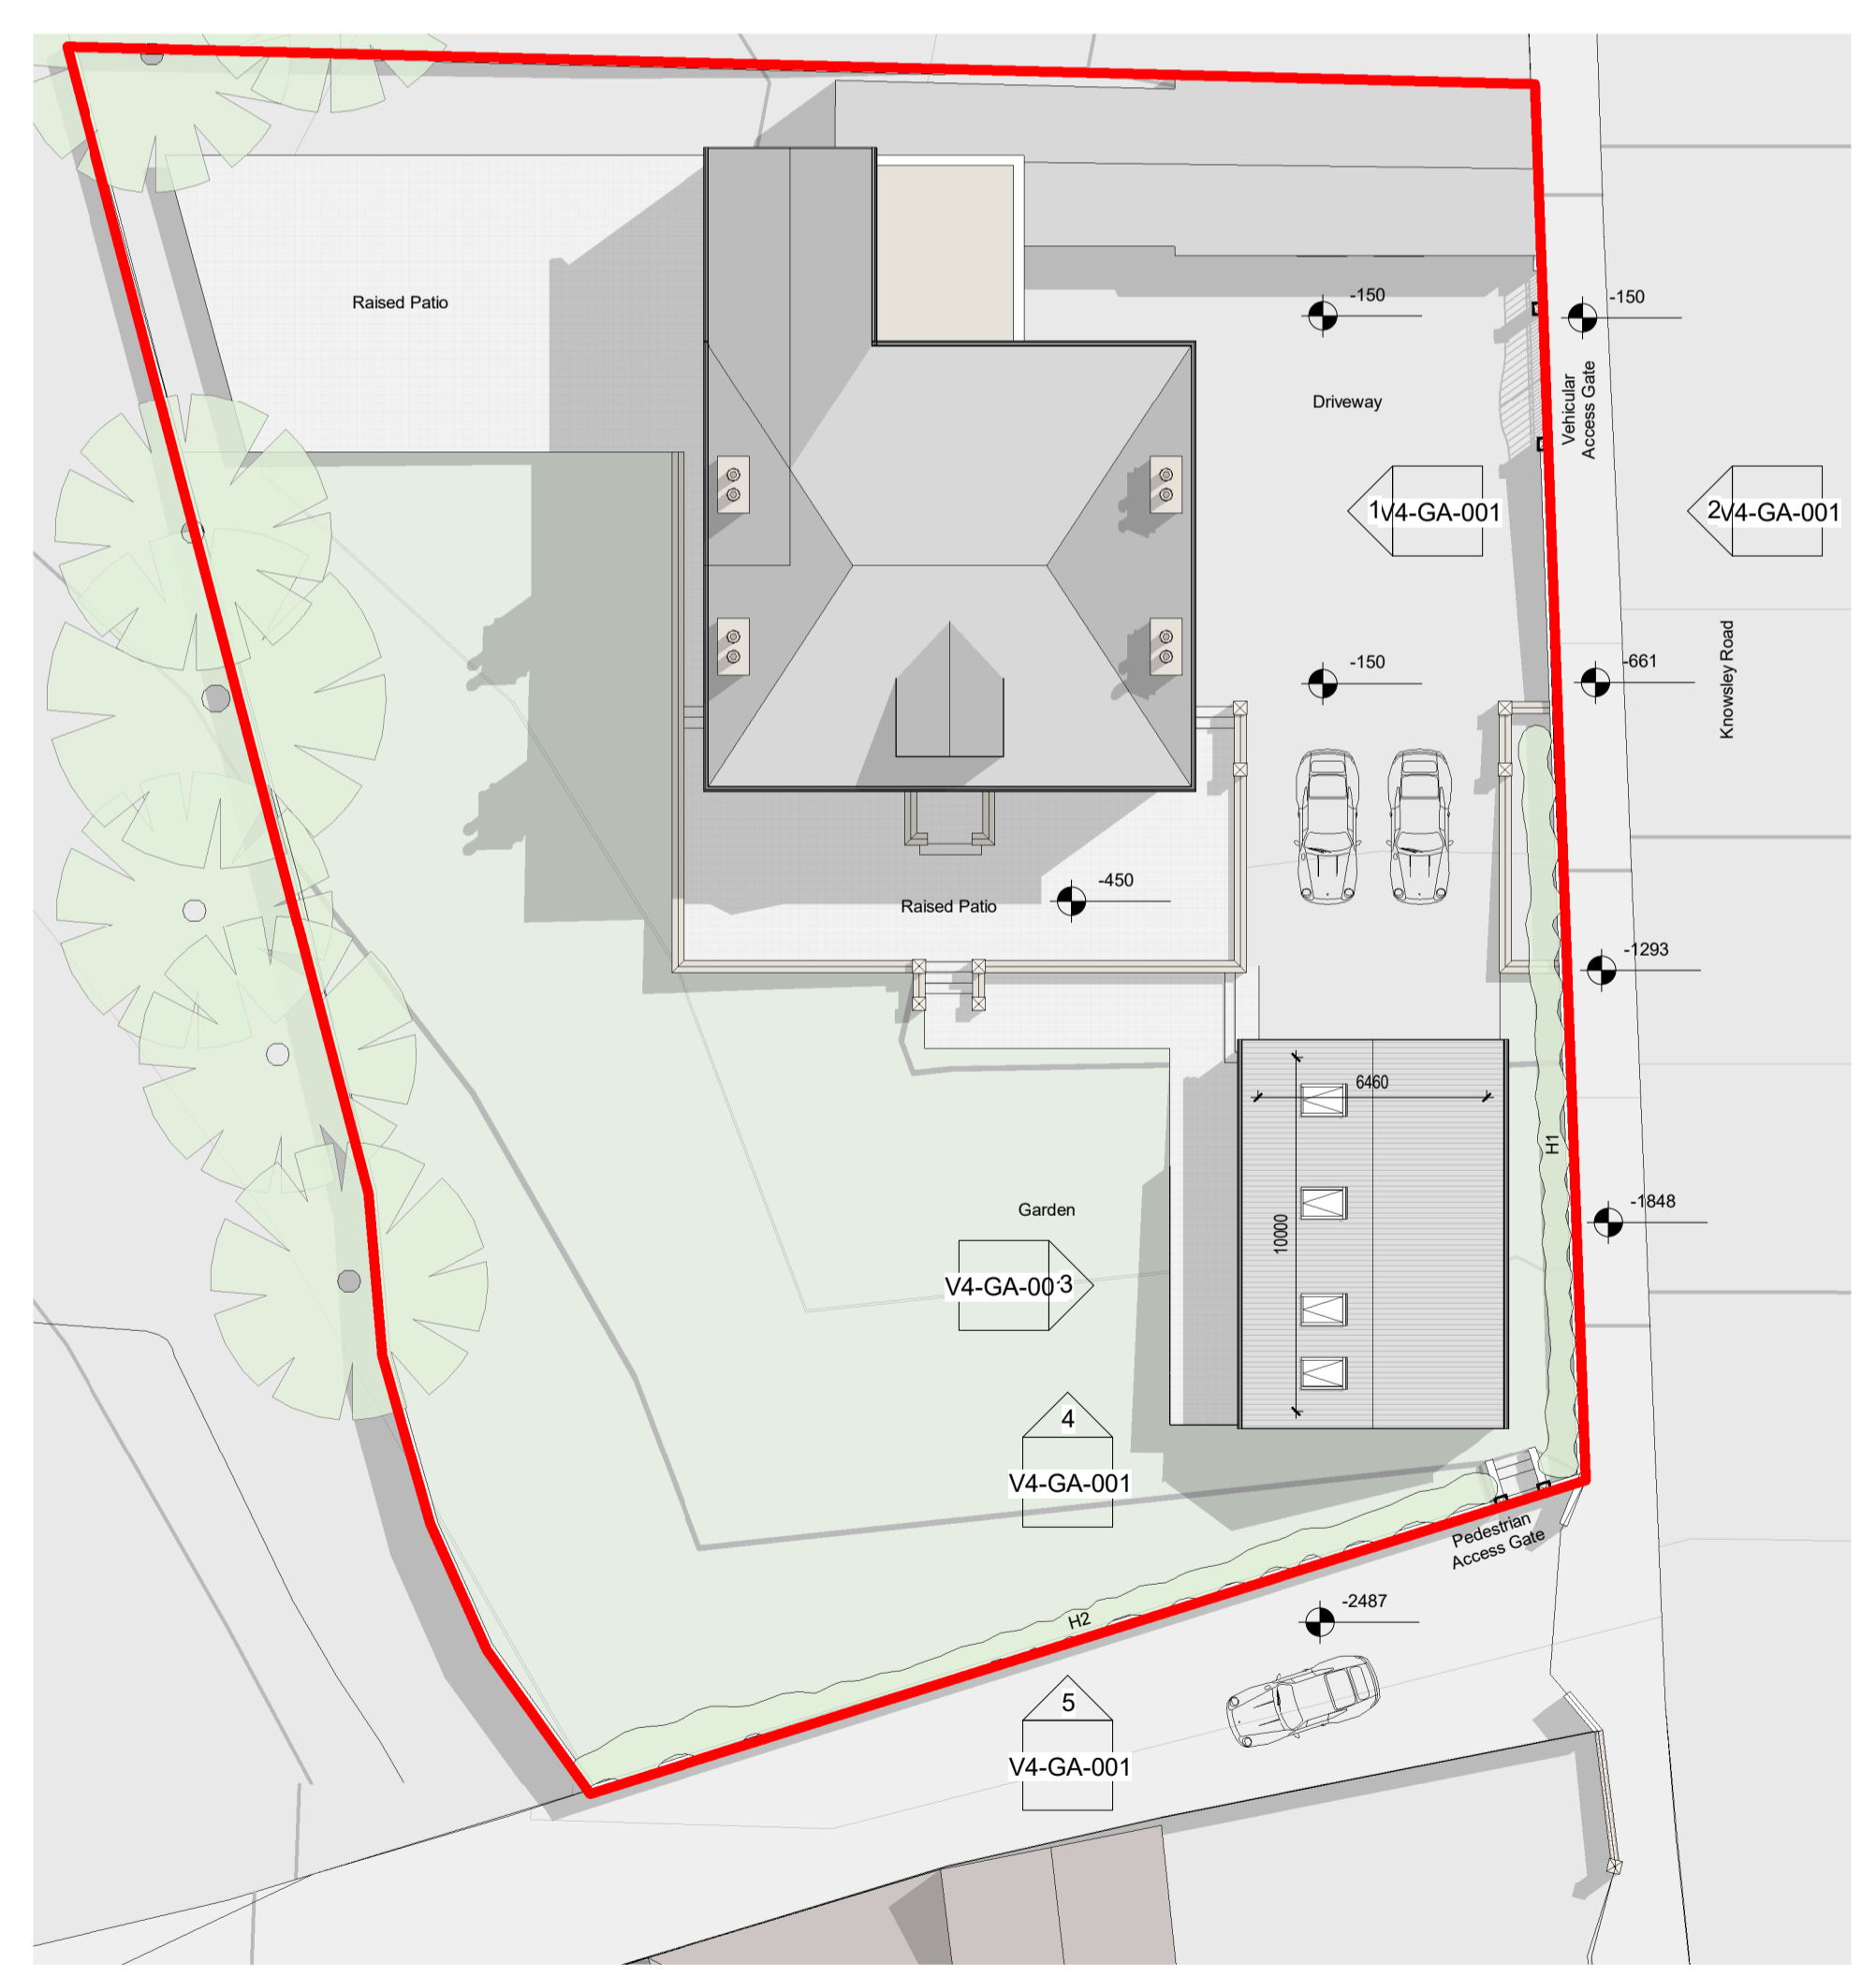 Raised Patio
-150
-150
Driveway
Vehicular
Access Gate
1
V4-GA-001
2
V4-GA-001
-150
-661
Knowsley Road
-450
Raised Patio
-1293
6460
10000
H1
-1848
Garden
V4-GA-00
3
4
V4-GA-001
Pedestrian
Access Gate
H2
-2487
5
V4-GA-001